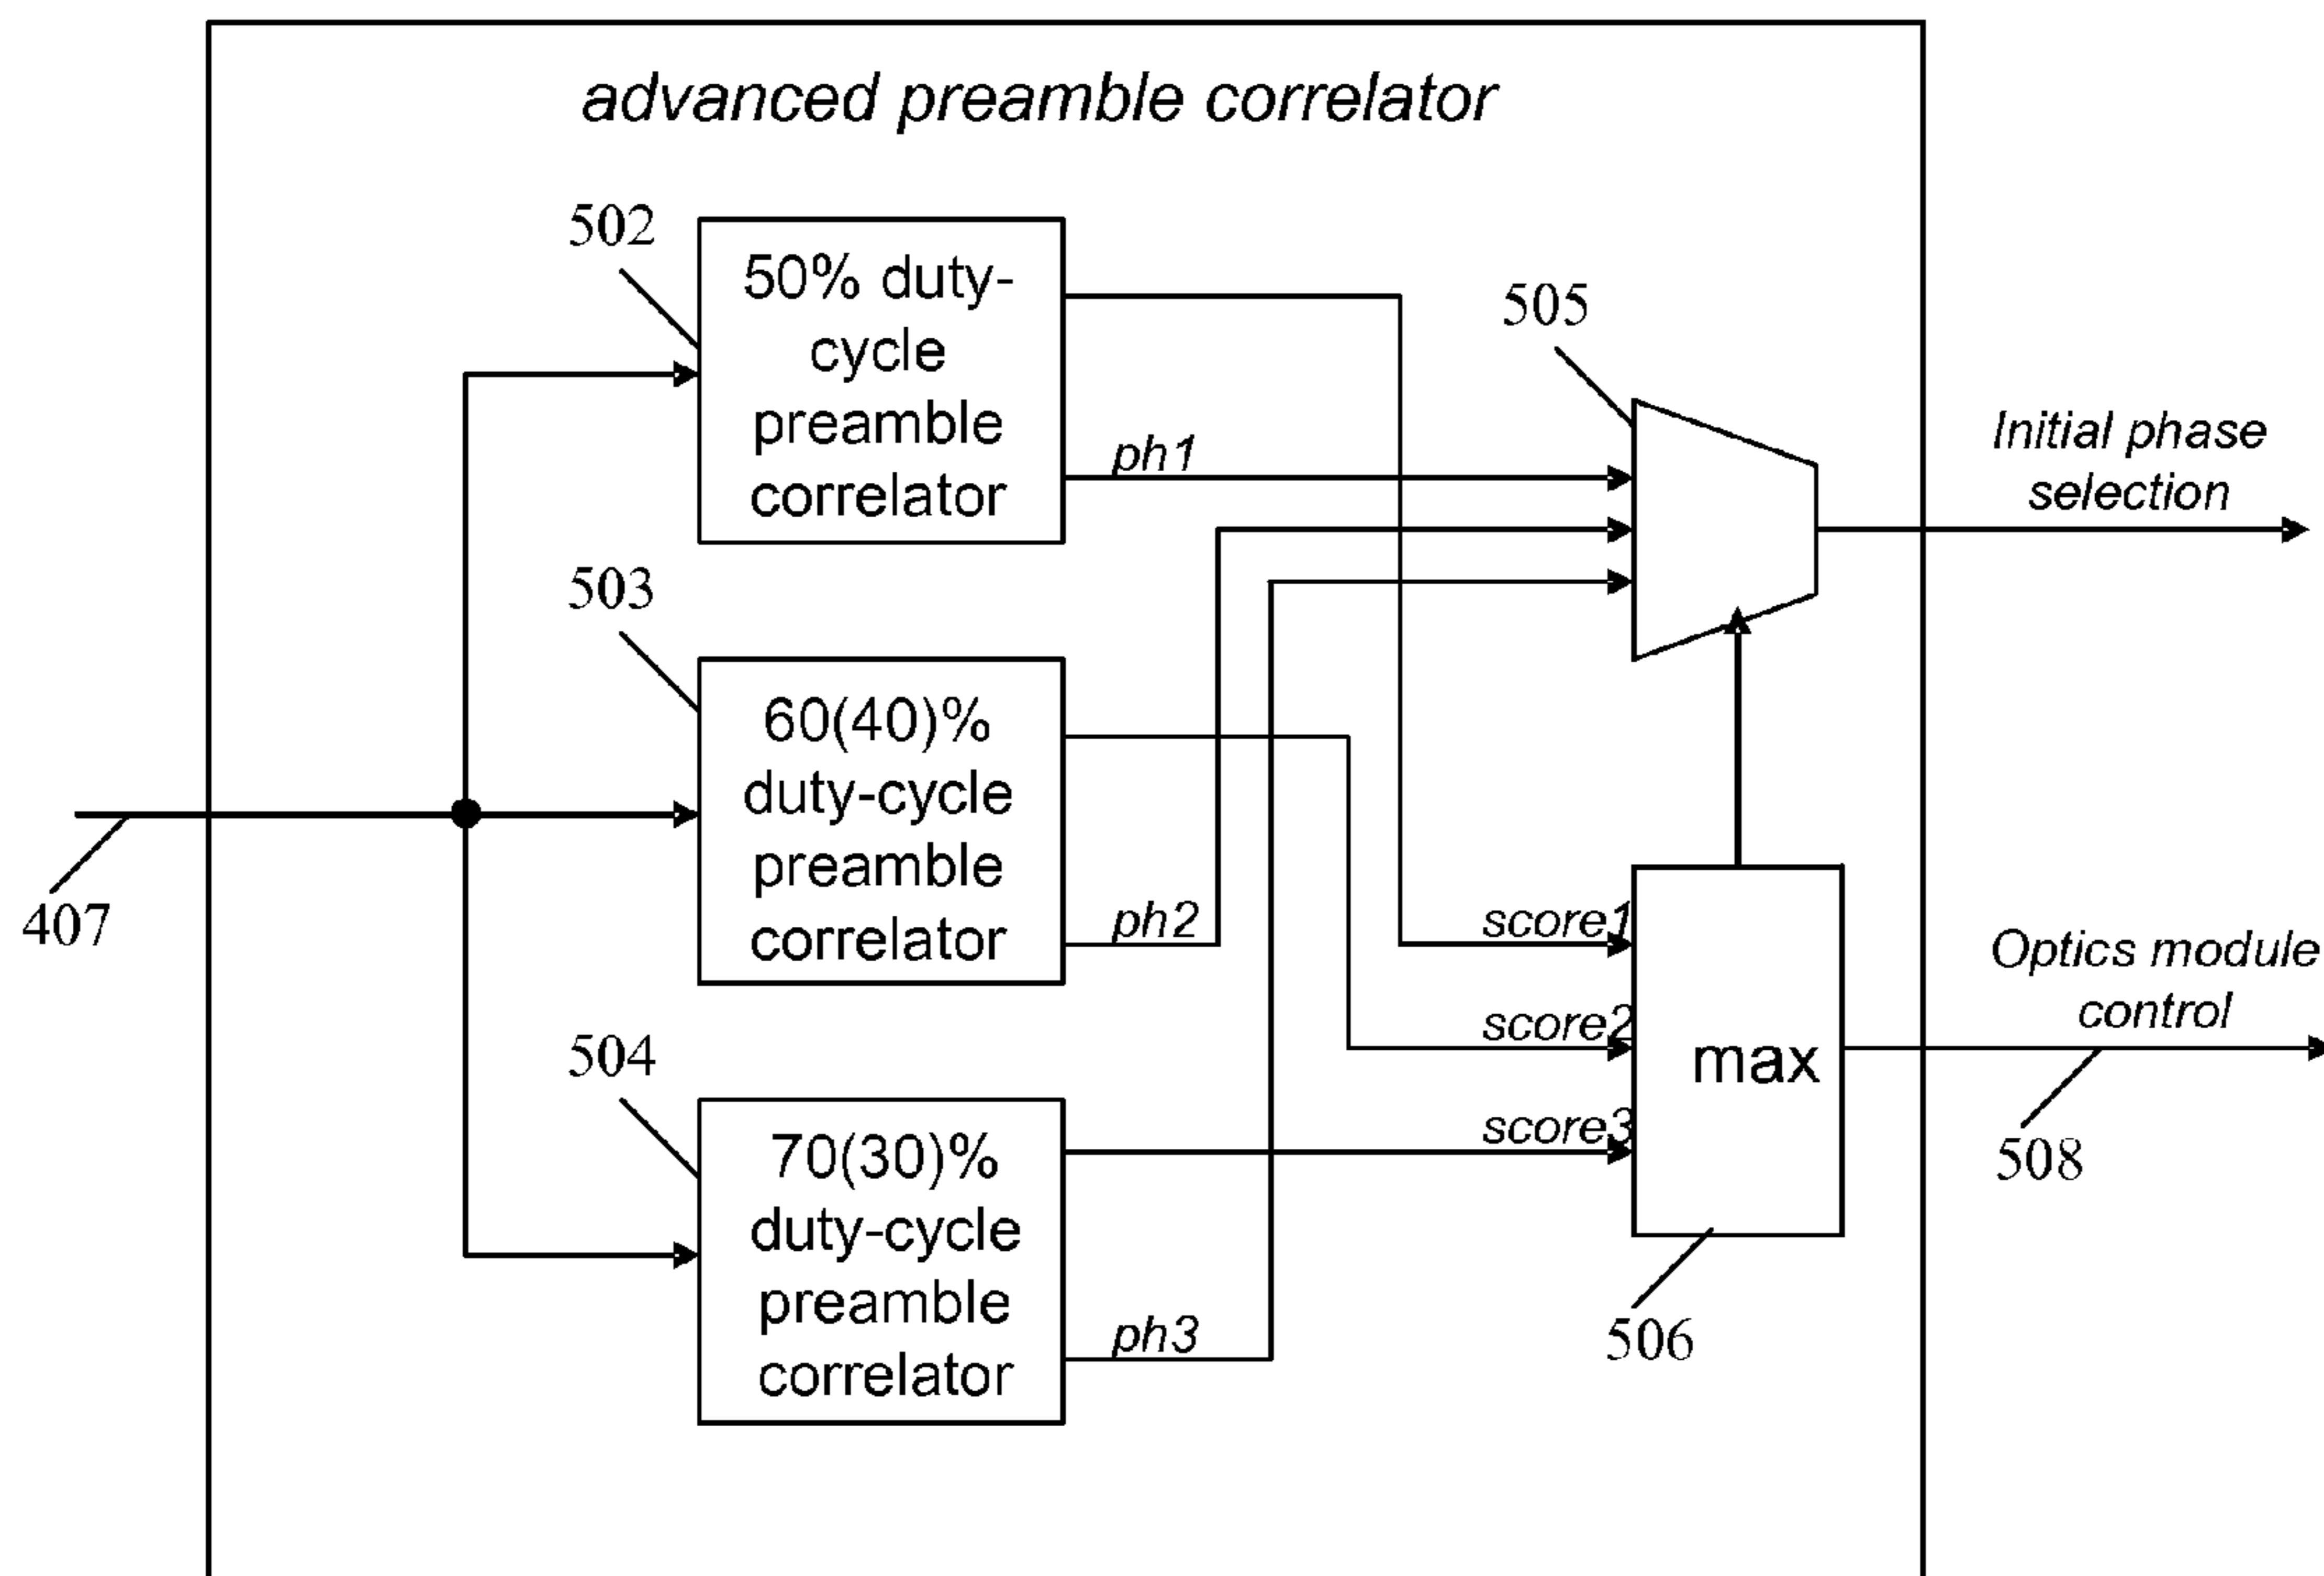 advanced preamble correlator
502
50% duty-
cycle
preamble
correlator
ph1
505
Initial phase
selection
503
60(40)%
duty-cycle
preamble
correlator
ph2
407
score1
score2
score3
max
Optics module
control
508
504
70(30)%
duty-cycle
preamble
correlator
ph3
506